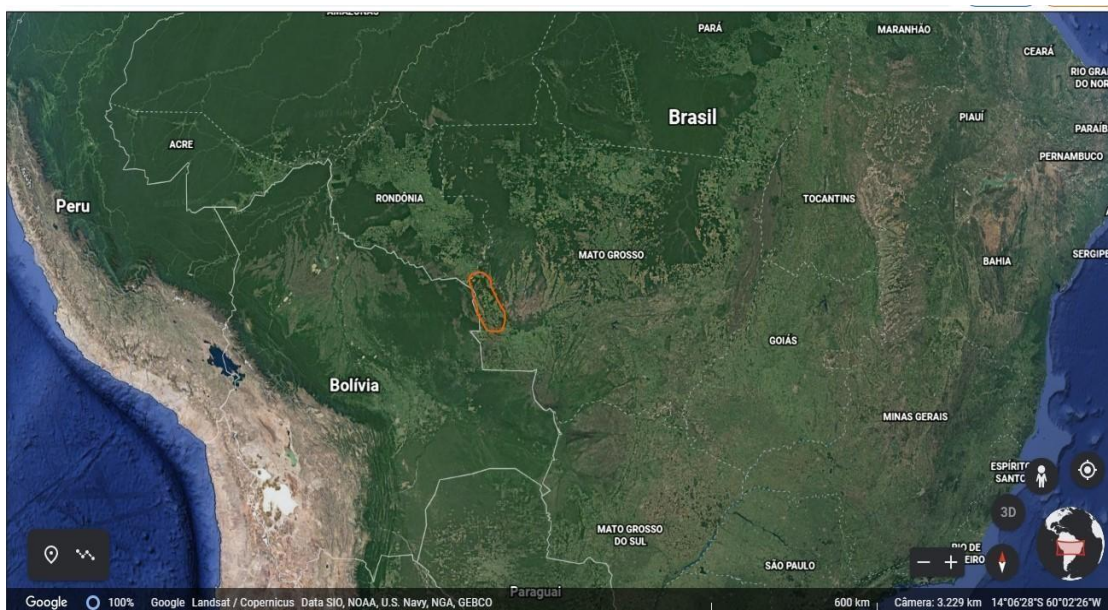 AMAZONAS
PARÁ
MARANHÃO
CEARÁ
RIO GRA
DO NOR
Brasil
PIAUÍ
ACRE
PARAÍB
PERNAMBUCO
Peru
RONDÔNIA
TOCANTINS
MATO GROSSO
BAHIA
SERGIPE
GOIÁS
Bolívia
MINAS GERAIS
ESPÍRITO
SANTO
3D
MATO GROSSO
DO SUL
RIO DE
EIRO
SÃO PAULO
Paraguai
Google 100% Google Landsat / Copernicus Data SIO, NOAA, U.S. Navy, NGA, GEBCO 600 km Câmera: 3.229 km 14°06'28"S 60°02'26"W